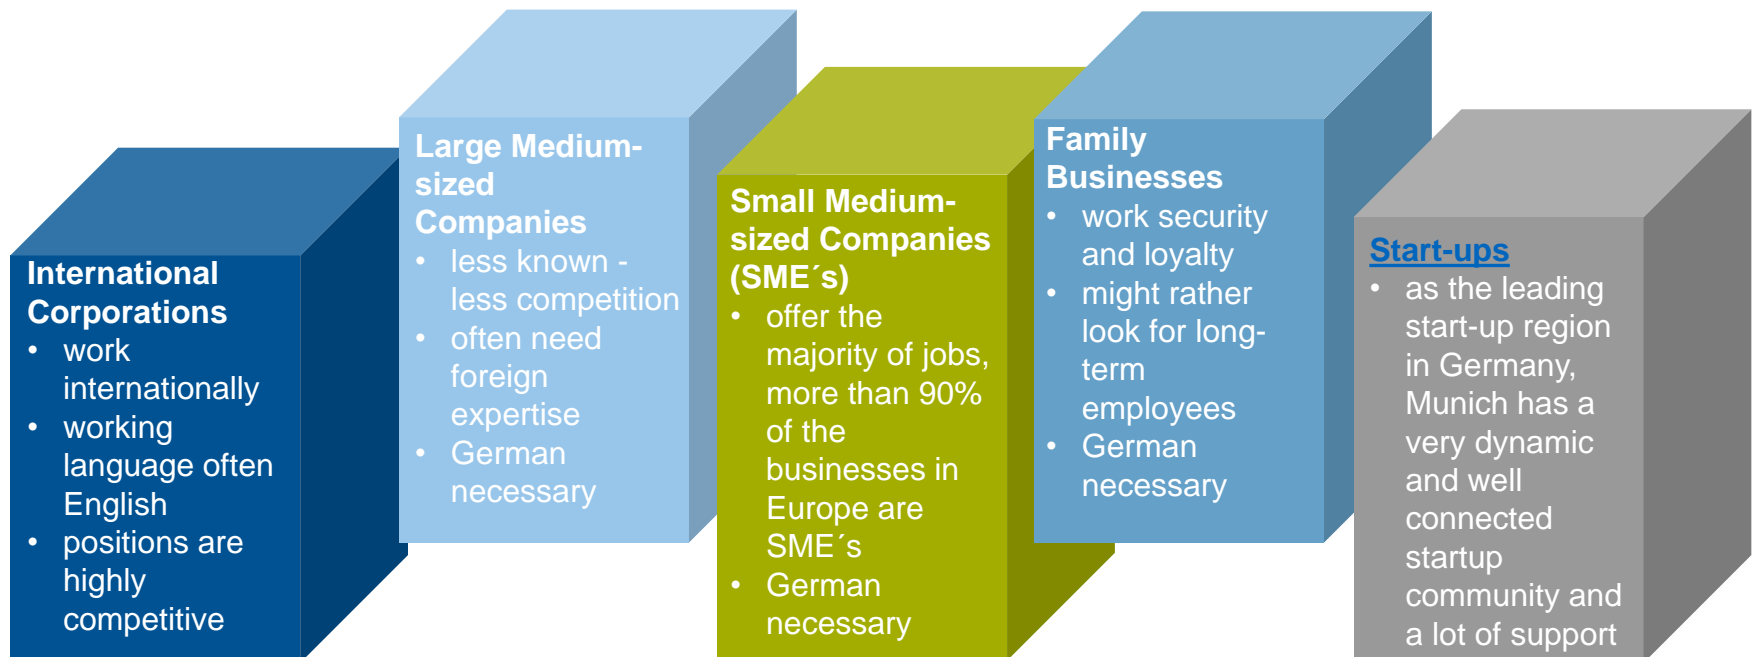 International
Corporations
• work
internationally
• working
language often
English
• positions are
highly
competitive
Large Medium-
sized
Companies
• less known -
less competition
• often need
foreign
expertise
• German
necessary
Small Medium-
sized Companies
(SME´s)
• offer the
majority of jobs,
more than 90%
of the
businesses in
Europe are
SME´s
• German
necessary
Family
Businesses
• work security
and loyalty
• might rather
look for long-
term
employees
• German
necessary
Start-ups
• as the leading
start-up region
in Germany,
Munich has a
very dynamic
and well
connected
startup
community and
a lot of support